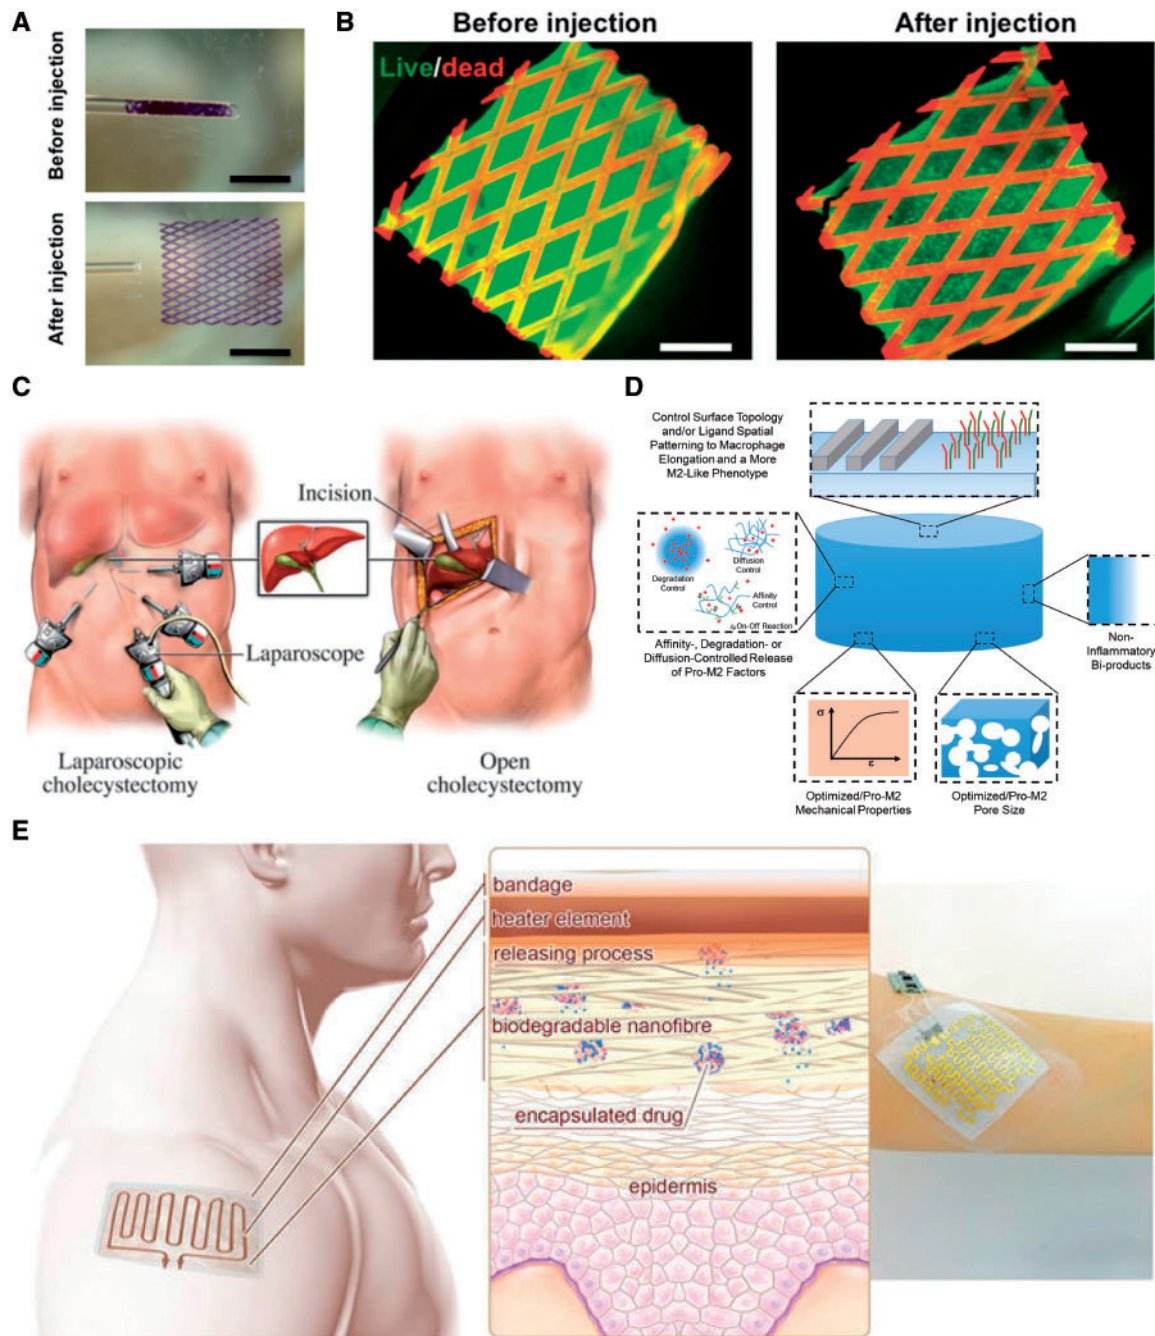 A
Before injection
After injection
B
Before injection
After injection
Live/dead
C
Incision
Laparoscope
Laparoscopic
cholecystectomy
Open
cholecystectomy
D
Control Surface Topology
and/or Ligand Spatial
Patterning to Macrophage
Elongation and a More
M2-Like Phenotype
Degradation
Control
Diffusion
Control
Affinity
Control
On-Off Reaction
Affinity-, Degradation- or
Diffusion-Controlled Release
of Pro-M2 Factors
Non-
Inflammatory
Bi-products
σ
ε
Optimized/Pro-M2
Mechanical Properties
Optimized/Pro-M2
Pore Size
E
bandage
heater element
releasing process
biodegradable nanofibre
encapsulated drug
epidermis